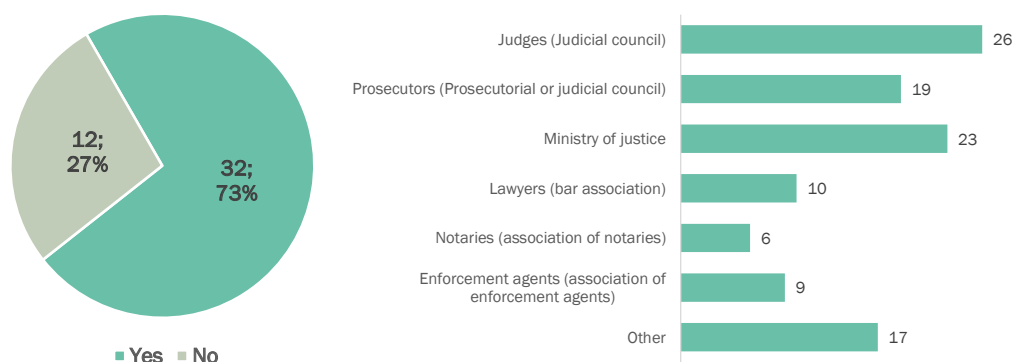 12;
27%
32;
73%
Yes No
Judges (Judicial council) 26
Prosecutors (Prosecutorial or judicial council) 19
Ministry of justice 23
Lawyers (bar association) 10
Notaries (association of notaries) 6
Enforcement agents (association of
enforcement agents) 9
Other 17